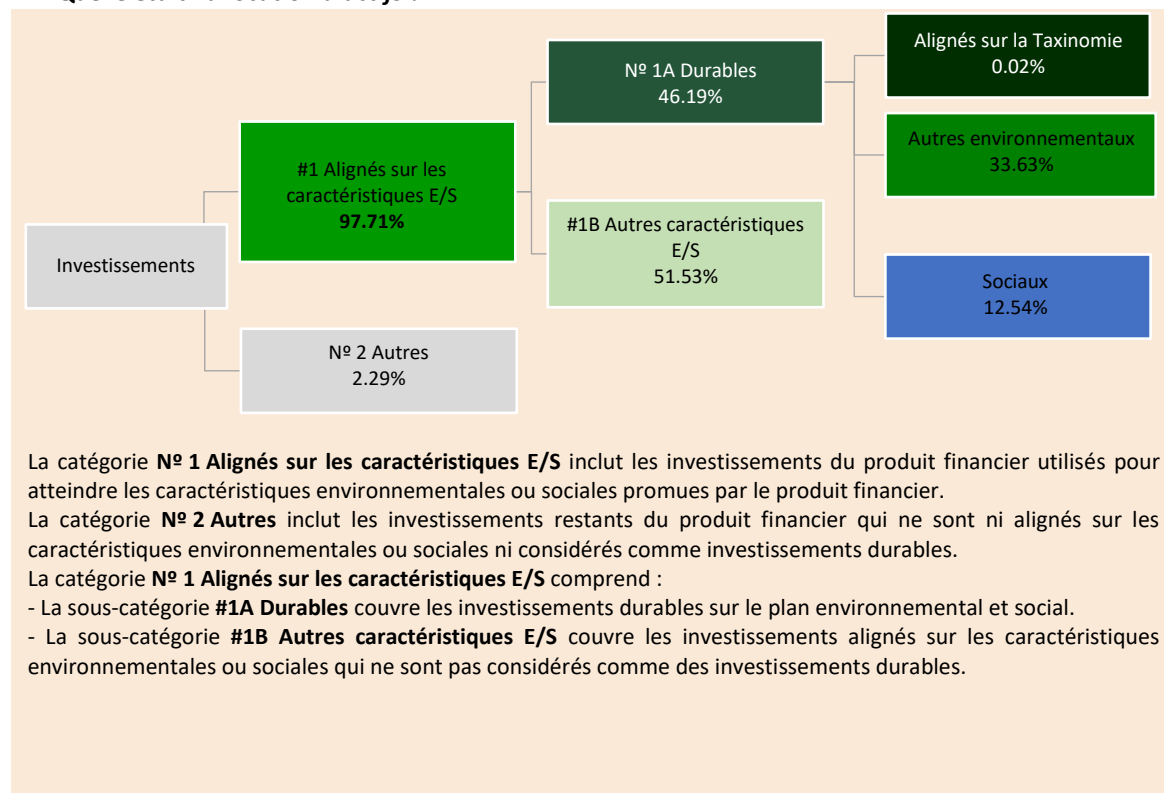 Alignés sur la Taxinomie
0.02%
Nº 1A Durables
46.19%
Autres environnementaux
33.63%
#1 Alignés sur les
caractéristiques E/S
97.71%
#1B Autres caractéristiques
E/S
51.53%
Investissements
Sociaux
12.54%
Nº 2 Autres
2.29%
La catégorie Nº 1 Alignés sur les caractéristiques E/S inclut les investissements du produit financier utilisés pour
atteindre les caractéristiques environnementales ou sociales promues par le produit financier.
La catégorie Nº 2 Autres inclut les investissements restants du produit financier qui ne sont ni alignés sur les
caractéristiques environnementales ou sociales ni considérés comme investissements durables.
La catégorie Nº 1 Alignés sur les caractéristiques E/S comprend :
- La sous-catégorie #1A Durables couvre les investissements durables sur le plan environnemental et social.
- La sous-catégorie #1B Autres caractéristiques E/S couvre les investissements alignés sur les caractéristiques
environnementales ou sociales qui ne sont pas considérés comme des investissements durables.